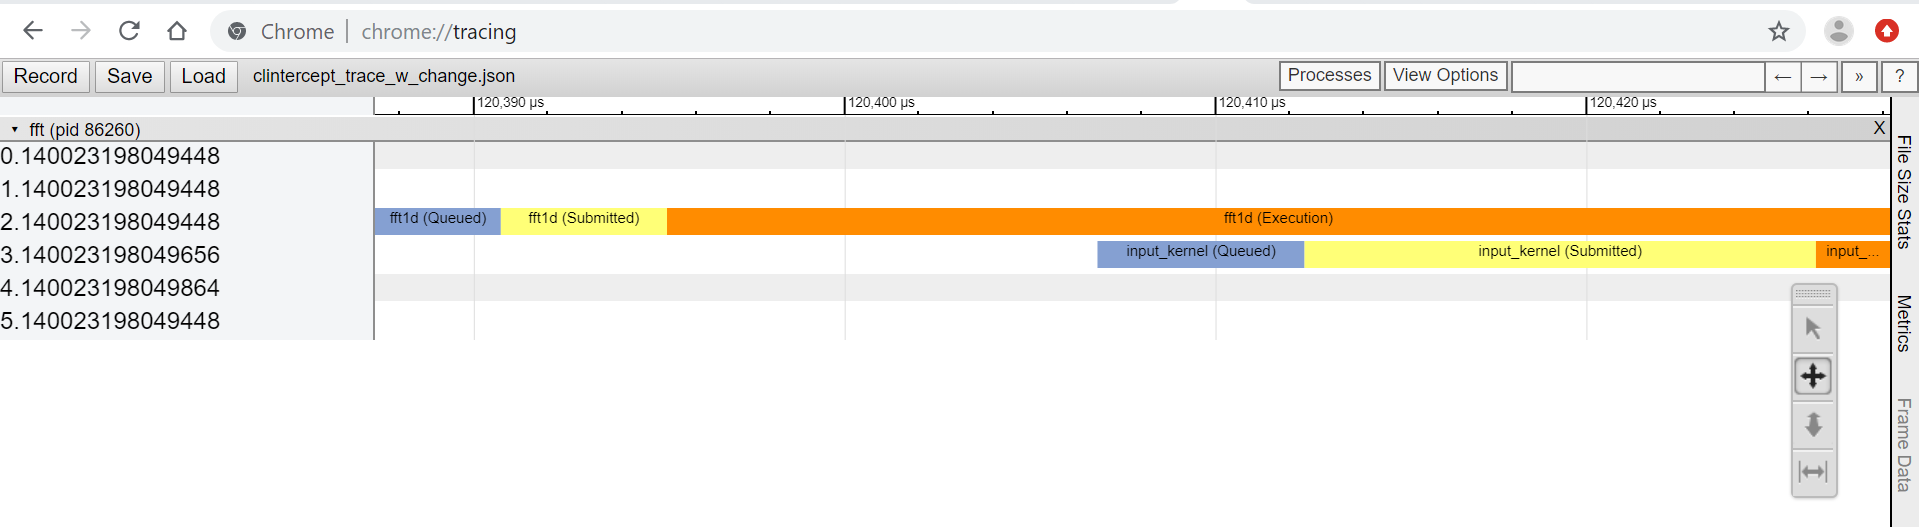 Chrome | chrome://tracing
Record Save Load clintercept_trace_w_change.json Processes View Options ← → » ?
120,390 µs 120,400 µs 120,410 µs 120,420 µs
▾ fft (pid 86260) X
0.140023198049448
1.140023198049448
2.140023198049448 fft1d (Queued) fft1d (Submitted) fft1d (Execution)
3.140023198049656 input_kernel (Queued) input_kernel (Submitted) input_...
4.140023198049864
5.140023198049448
File Size Stats
Metrics
Frame Data